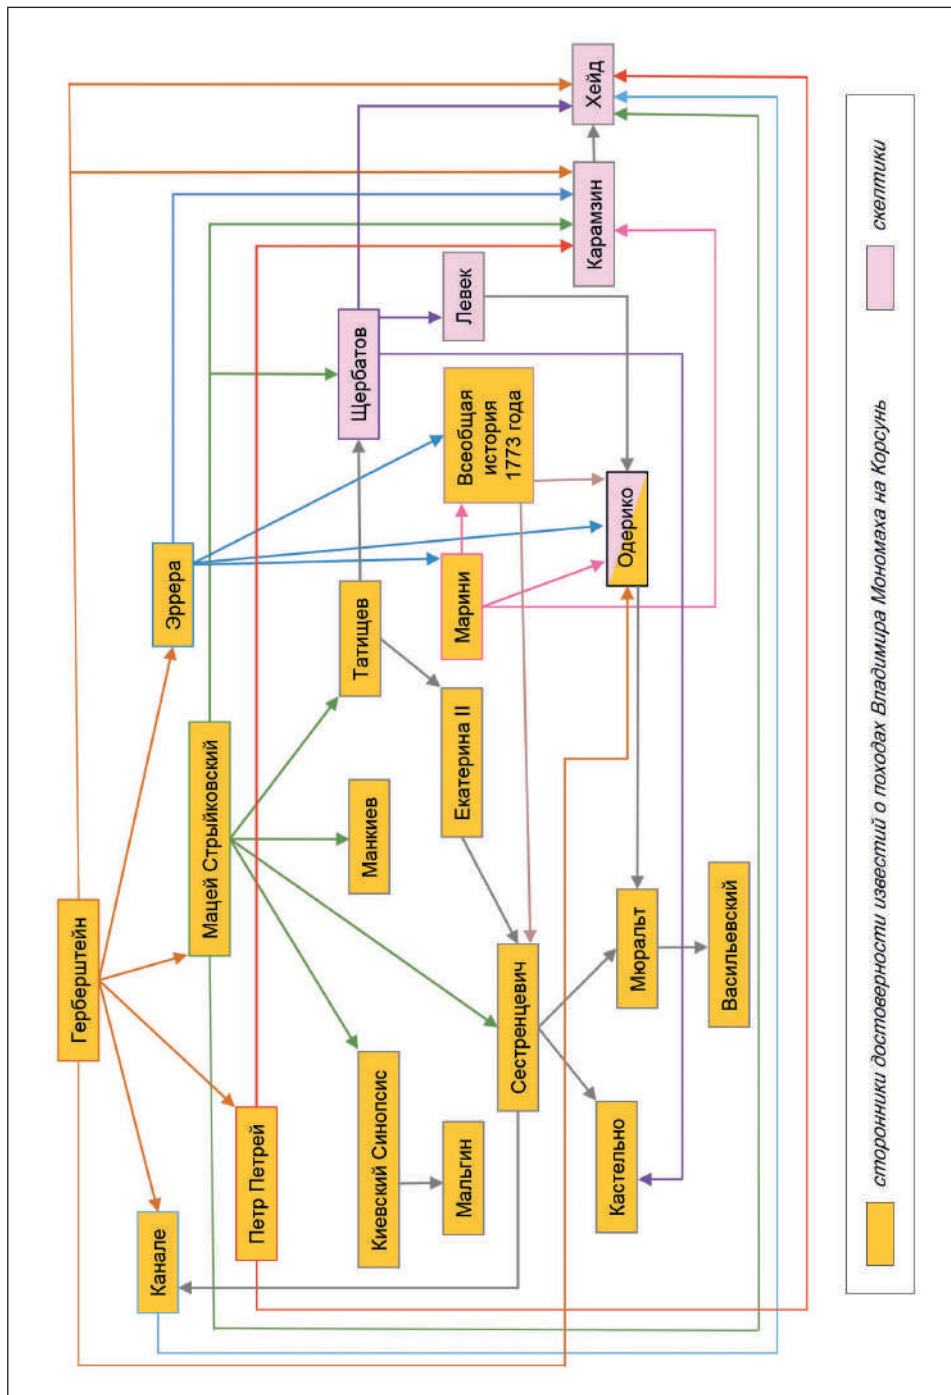 Герберштейн
Канале
Эррера
Мацей Стрыйковский
Петр Петрей
Киевский Синопсис
Манкиев
Татищев
Щербатов
Мальгин
Екатерина II
Марини
Всеобщая
история
1773 года
Левек
Сестренцевич
Хейд
Карамзин
Кастельно
Мюральт
Одерико
Васильевский
сторонники достоверности известий о походах Владимира Мономаха на Корсунь
скептики